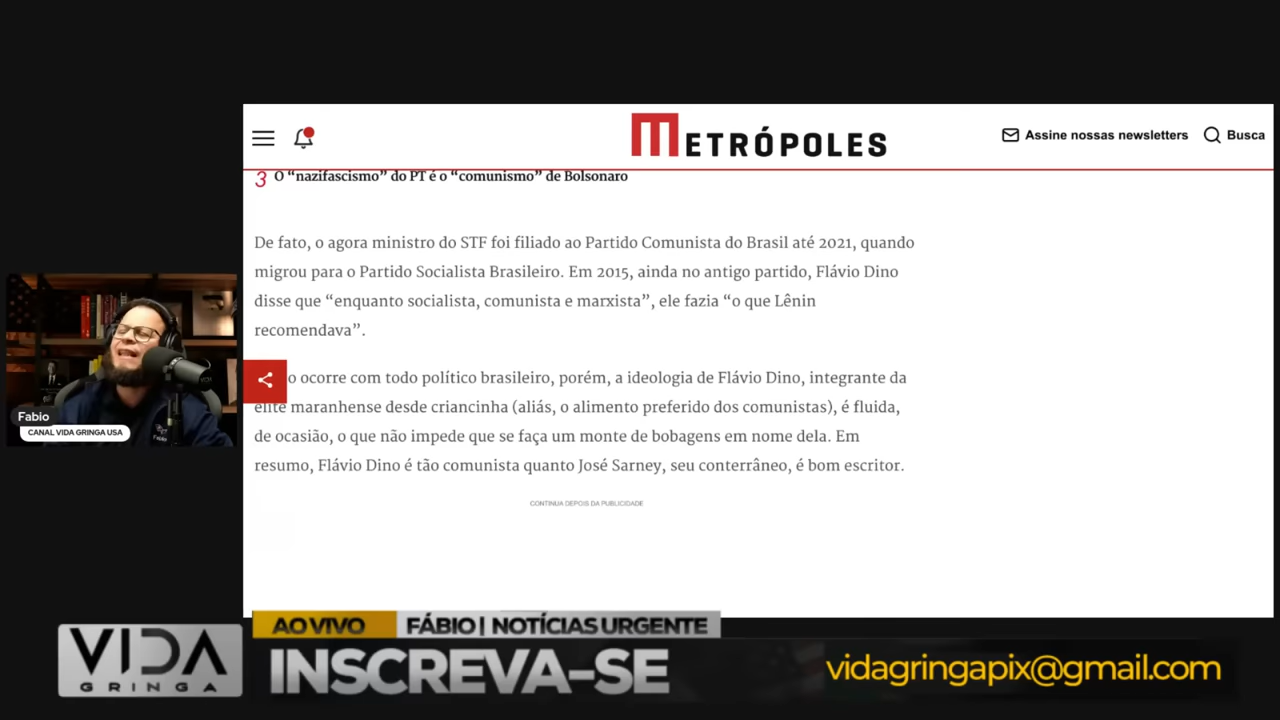 METRÓPOLES
Assine nossas newsletters
Busca
3 O “nazifascismo” do PT é o “comunismo” de Bolsonaro
De fato, o agora ministro do STF foi filiado ao Partido Comunista do Brasil até 2021, quando
migrou para o Partido Socialista Brasileiro. Em 2015, ainda no antigo partido, Flávio Dino
disse que “enquanto socialista, comunista e marxista”, ele fazia “o que Lênin
recomendava”.
o ocorre com todo político brasileiro, porém, a ideologia de Flávio Dino, integrante da
elite maranhense desde criancinha (aliás, o alimento preferido dos comunistas), é fluida,
de ocasião, o que não impede que se faça um monte de bobagens em nome dela. Em
resumo, Flávio Dino é tão comunista quanto José Sarney, seu conterrâneo, é bom escritor.
CONTINUA DEPOIS DA PUBLICIDADE
Fabio
CANAL VIDA GRINGA USA
AO VIVO
FÁBIO | NOTÍCIAS URGENTE
VIDA
GRINGA
INSCREVA-SE
vidagringapix@gmail.com